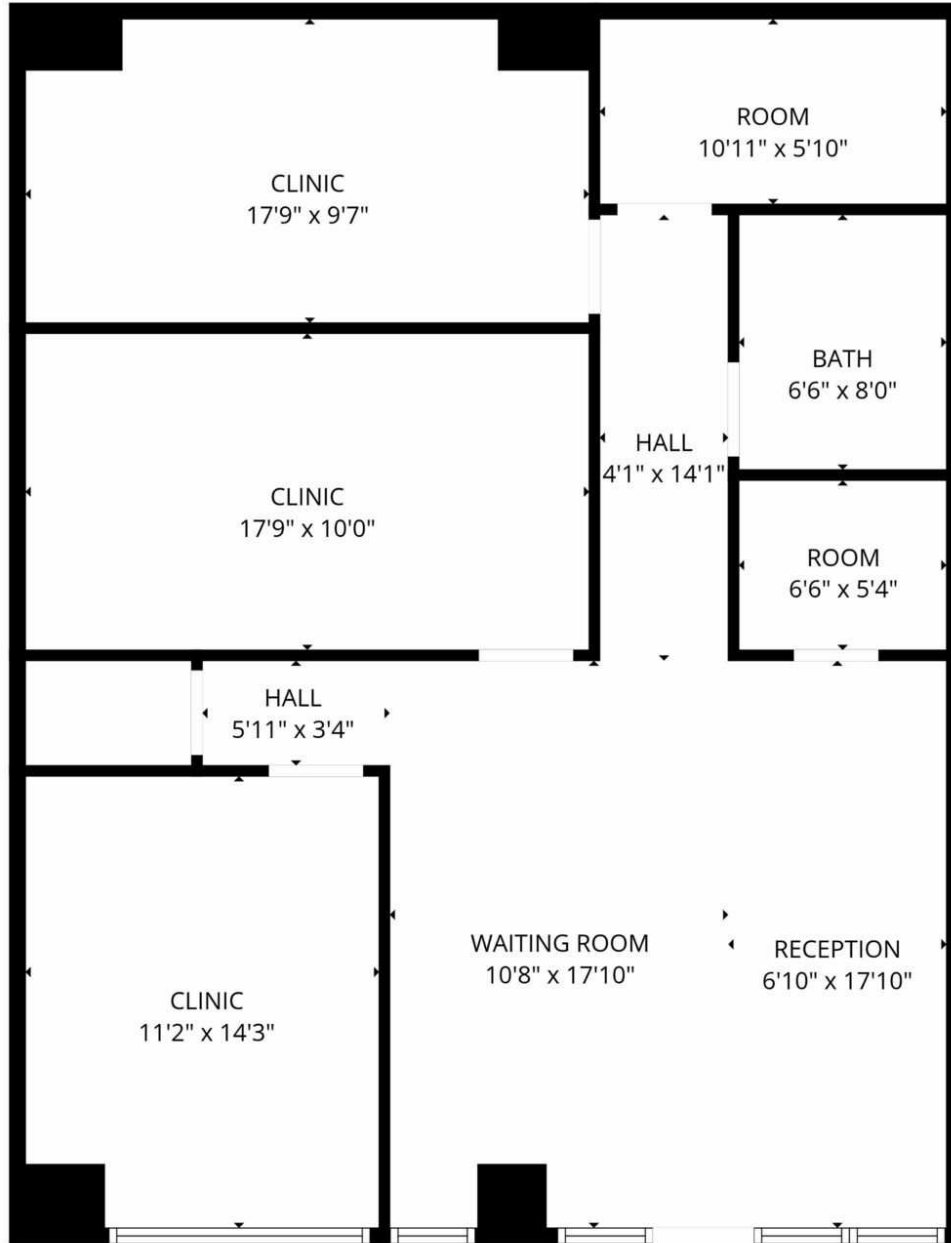 ROOM
10'11" x 5'10"
CLINIC
17'9" x 9'7"
BATH
6'6" x 8'0"
HALL
4'1" x 14'1"
CLINIC
17'9" x 10'0"
ROOM
6'6" x 5'4"
HALL
5'11" x 3'4"
WAITING ROOM
10'8" x 17'10"
RECEPTION
6'10" x 17'10"
CLINIC
11'2" x 14'3"